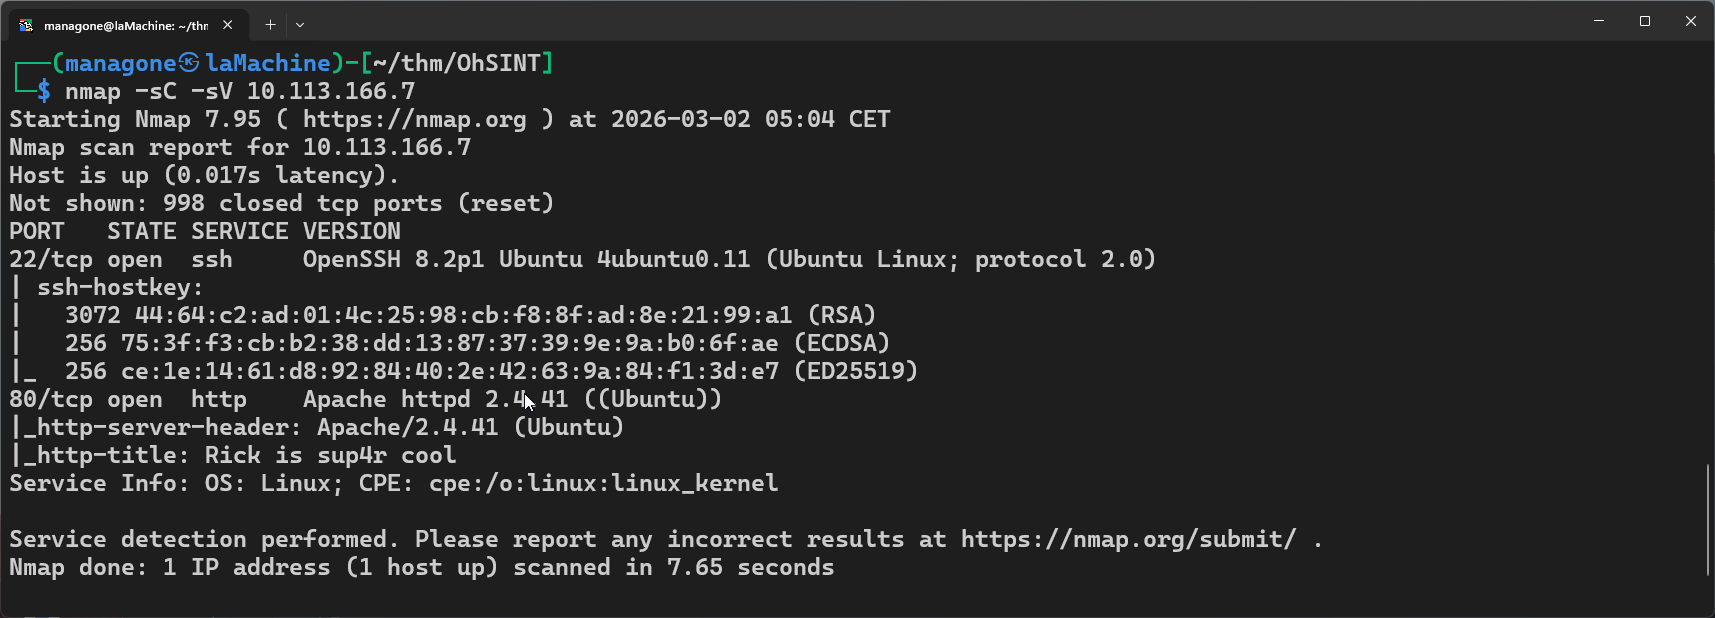 managone@laMachine: ~/thm
(managone㉿laMachine)-[~/thm/OhSINT]
$ nmap -sC -sV 10.113.166.7
Starting Nmap 7.95 ( https://nmap.org ) at 2026-03-02 05:04 CET
Nmap scan report for 10.113.166.7
Host is up (0.017s latency).
Not shown: 998 closed tcp ports (reset)
PORT   STATE SERVICE VERSION
22/tcp open  ssh     OpenSSH 8.2p1 Ubuntu 4ubuntu0.11 (Ubuntu Linux; protocol 2.0)
| ssh-hostkey:
|   3072 44:64:c2:ad:01:4c:25:98:cb:f8:8f:ad:8e:21:99:a1 (RSA)
|   256 75:3f:f3:cb:b2:38:dd:13:87:37:39:9e:9a:b0:6f:ae (ECDSA)
|_  256 ce:1e:14:61:d8:92:84:40:2e:42:63:9a:84:f1:3d:e7 (ED25519)
80/tcp open  http    Apache httpd 2.4.41 ((Ubuntu))
|_http-server-header: Apache/2.4.41 (Ubuntu)
|_http-title: Rick is sup4r cool
Service Info: OS: Linux; CPE: cpe:/o:linux:linux_kernel
Service detection performed. Please report any incorrect results at https://nmap.org/submit/ .
Nmap done: 1 IP address (1 host up) scanned in 7.65 seconds